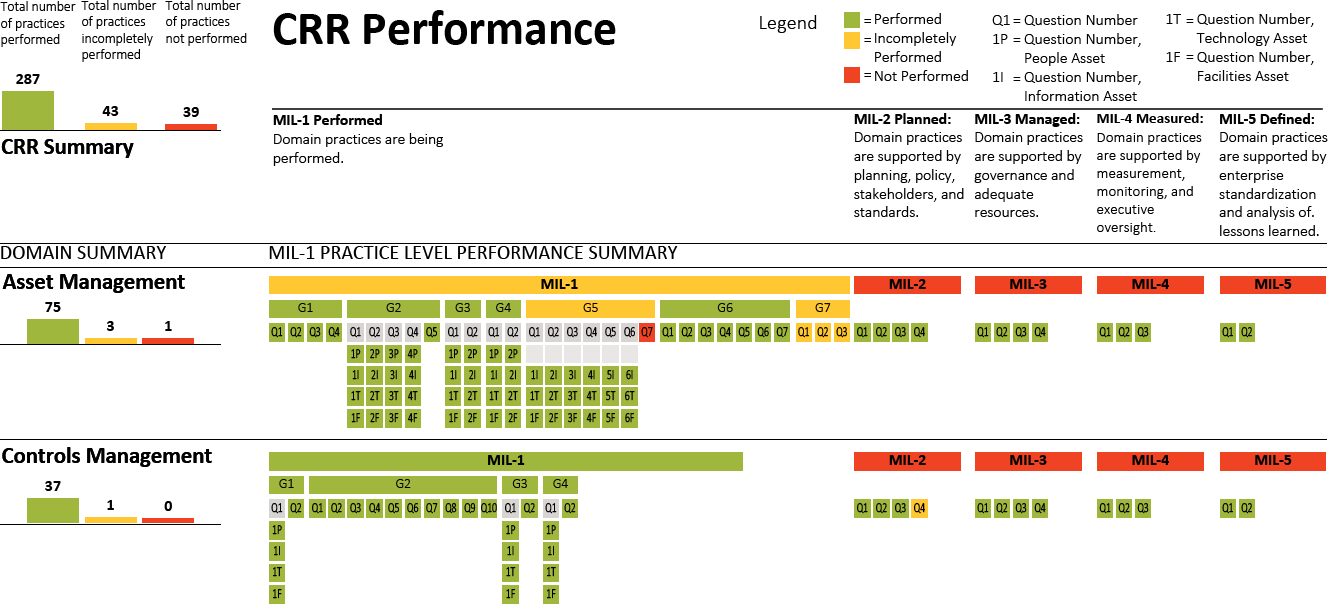 Total number of practices performed
Total number of practices incompletely performed
Total number of practices not performed
287
43
39
CRR Summary
CRR Performance
Legend
= Performed
= Incompletely Performed
= Not Performed
Q1 = Question Number
1P = Question Number, People Asset
1I = Question Number, Information Asset
1T = Question Number, Technology Asset
1F = Question Number, Facilities Asset
MIL-1 Performed
Domain practices are being
performed.
MIL-2 Planned:
Domain practices
are supported by
planning, policy,
stakeholders, and
standards.
MIL-3 Managed:
Domain practices
are supported by
governance and
adequate
resources.
MIL-4 Measured:
Domain practices
are supported by
measurement,
monitoring, and
executive
oversight.
MIL-5 Defined:
Domain practices
are supported by
enterprise
standardization
and analysis of.
lessons learned.
DOMAIN SUMMARY
MIL-1 PRACTICE LEVEL PERFORMANCE SUMMARY
Asset Management
75
3
1
MIL-1 MIL-2 MIL-3 MIL-4 MIL-5
G1 G2 G3 G4 G5 G6 G7
Q1 Q2 Q3 Q4 Q1 Q2 Q3 Q4 Q5 Q1 Q2 Q1 Q2 Q1 Q2 Q3 Q4 Q5 Q6 Q7 Q1 Q2 Q3 Q4 Q5 Q6 Q7 Q1 Q2 Q3 Q1 Q2 Q3 Q4 Q1 Q2 Q3 Q4 Q1 Q2 Q3 Q1 Q2
1P 2P 3P 4P 1P 2P 1P 2P
1I 2I 3I 4I 1I 2I 1I 2I 1I 2I 3I 4I 5I 6I
1T 2T 3T 4T 1T 2T 1T 2T 1T 2T 3T 4T 5T 6T
1F 2F 3F 4F 1F 2F 1F 2F 1F 2F 3F 4F 5F 6F
Controls Management
37
1
0
MIL-1 MIL-2 MIL-3 MIL-4 MIL-5
G1 G2 G3 G4
Q1 Q2 Q1 Q2 Q3 Q4 Q5 Q6 Q7 Q8 Q9 Q10 Q1 Q2 Q1 Q2 Q1 Q2 Q3 Q4 Q1 Q2 Q3 Q4 Q1 Q2 Q3 Q1 Q2
1P 1P 1P
1I 1I 1I
1T 1T 1T
1F 1F 1F